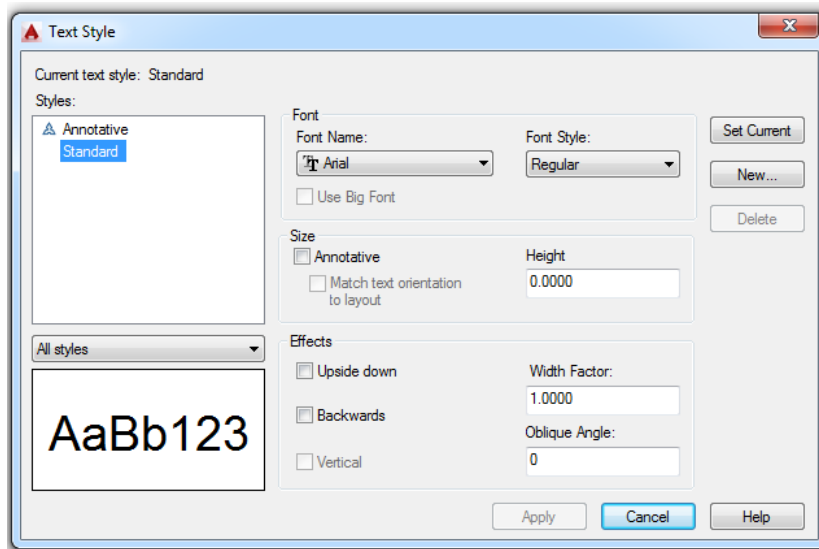 Text Style
Current text style: Standard
Styles:
Annotative
Standard
All styles
AaBb123
Font
Font Name:
Arial
Use Big Font
Font Style:
Regular
Size
Annotative
Match text orientation
to layout
Height
0.0000
Effects
Upside down
Backwards
Vertical
Width Factor:
1.0000
Oblique Angle:
0
Set Current
New...
Delete
Apply
Cancel
Help